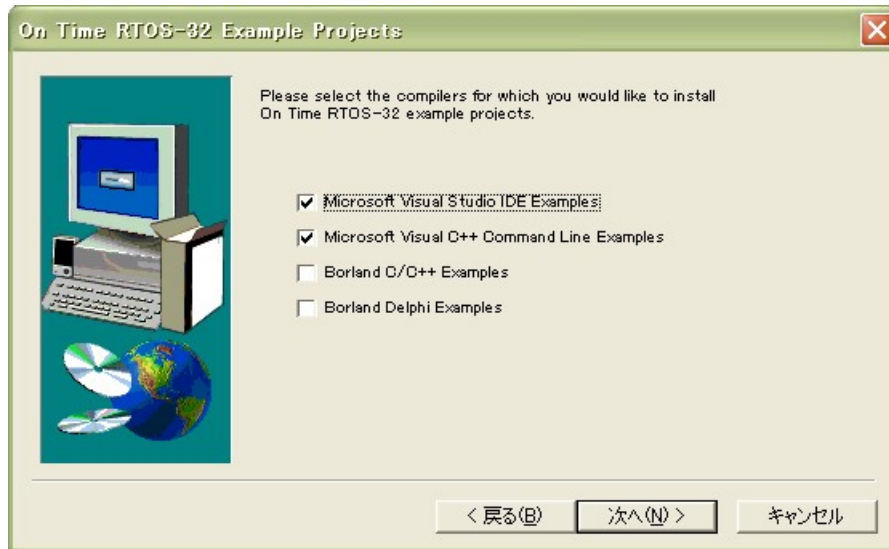 On Time RTOS-32 Example Projects
Please select the compilers for which you would like to install
On Time RTOS-32 example projects.
Microsoft Visual Studio IDE Examples
Microsoft Visual C++ Command Line Examples
Borland C/C++ Examples
Borland Delphi Examples
< 戻る(B) 次へ(N) > キャンセル